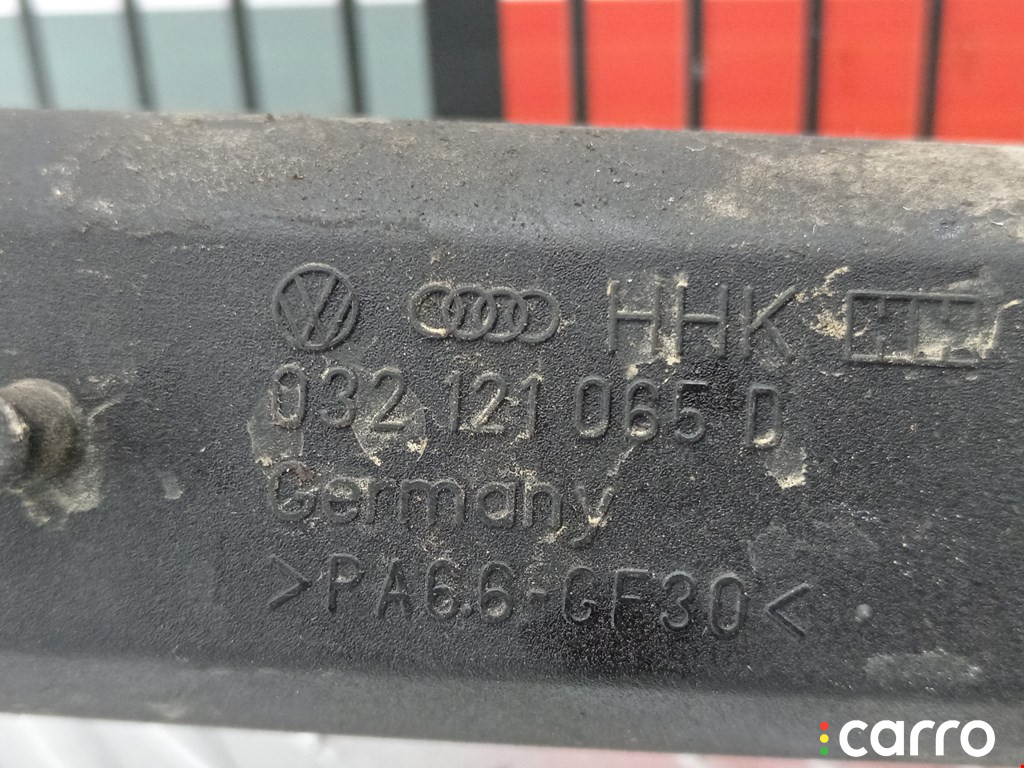 HHK
032 121 065 D
Germany
>PA6.6-GF30<
carro